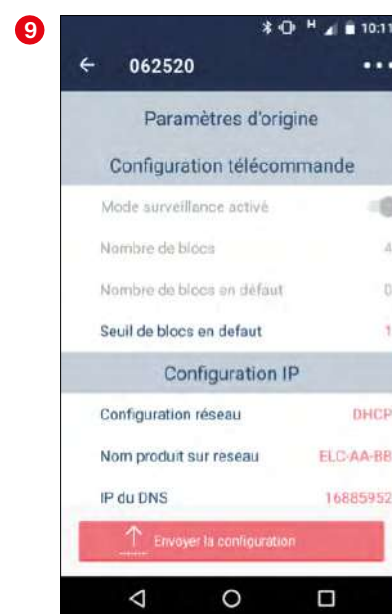 9
H 10:11
062520
Paramètres d'origine
Configuration télécommande
Mode surveillance activé
Nombre de blocs 4
Nombre de blocs en défaut 0
Seuil de blocs en defaut 1
Configuration IP
Configuration réseau DHCP
Nom produit sur reseau ELC-AA-BB
IP du DNS 16885952
Envoyer la configuration